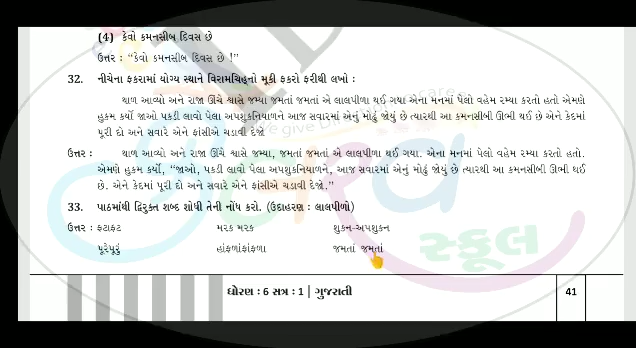 (4) કેવો કમનસીબ દિવસ છે
ઉત્તર : “કેવો કમનસીબ દિવસ છે !”
32. નીચેના ફકરામાં યોગ્ય સ્થાને વિરામચિહ્નો મૂકી ફકરો ફરીથી લખો :
થાળ આવ્યો અને રાજા ઊંચે શ્વાસે જમ્યા જમતાં જમતાં એ લાલપીળા થઈ ગયા એના મનમાં પેલો વહેમ રમ્યા કરતો હતો એમણે
હુકમ કર્યો જાઓ પકડી લાવો પેલા અપશુકનિયાળને આજ સવારમાં એનું મોઢું જોયું છે ત્યારથી આ કમનસીબી ઊભી થઈ છે એને કેદમાં
પૂરી દો અને સવારે એને ફાંસીએ ચડાવી દેજો
ઉત્તર : થાળ આવ્યો અને રાજા ઊંચે શ્વાસે જમ્યા, જમતાં જમતાં એ લાલપીળા થઈ ગયા. એના મનમાં પેલો વહેમ રમ્યા કરતો હતો.
એમણે હુકમ કર્યો, “જાઓ, પકડી લાવો પેલા અપશુકનિયાળને, આજ સવારમાં એનું મોઢું જોયું છે ત્યારથી આ કમનસીબી ઊભી થઈ
છે. એને કેદમાં પૂરી દો અને સવારે એને ફાંસીએ ચડાવી દેજો.”
33. પાઠમાંથી દ્વિરુક્ત શબ્દ શોધી તેની નોંધ કરો. (ઉદાહરણ : લાલપીળો)
ઉત્તર : ફટાફટ મરક મરક શુકન-અપશુકન
પૂરેપૂરું હાંફળાંફાંફળા જમતાં જમતાં
સ્કૂલ
ધોરણ : 6 સત્ર : 1 | ગુજરાતી 41